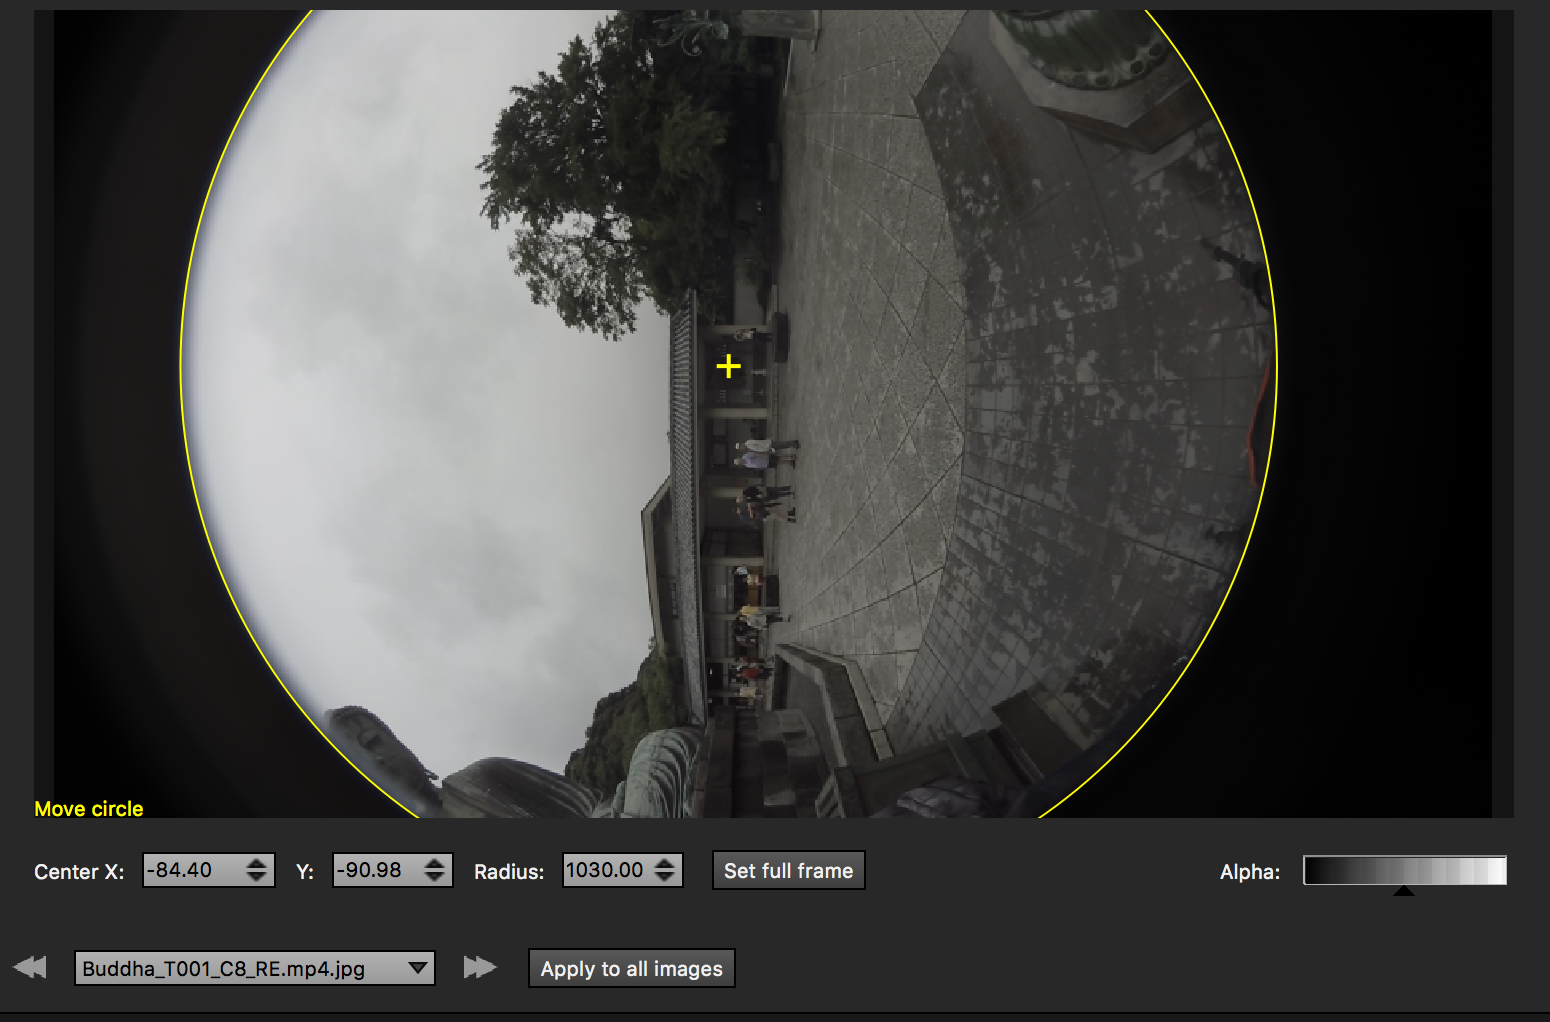 Move circle
Center X: -84.40 Y: -90.98 Radius: 1030.00 Set full frame Alpha:
Buddha_T001_C8_RE.mp4.jpg Apply to all images